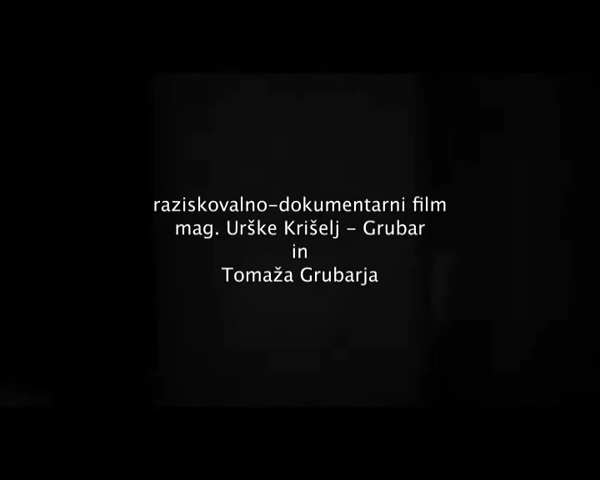 raziskovalno-dokumentarni film
mag. Urške Krišelj - Grubar
in
Tomaža Grubarja